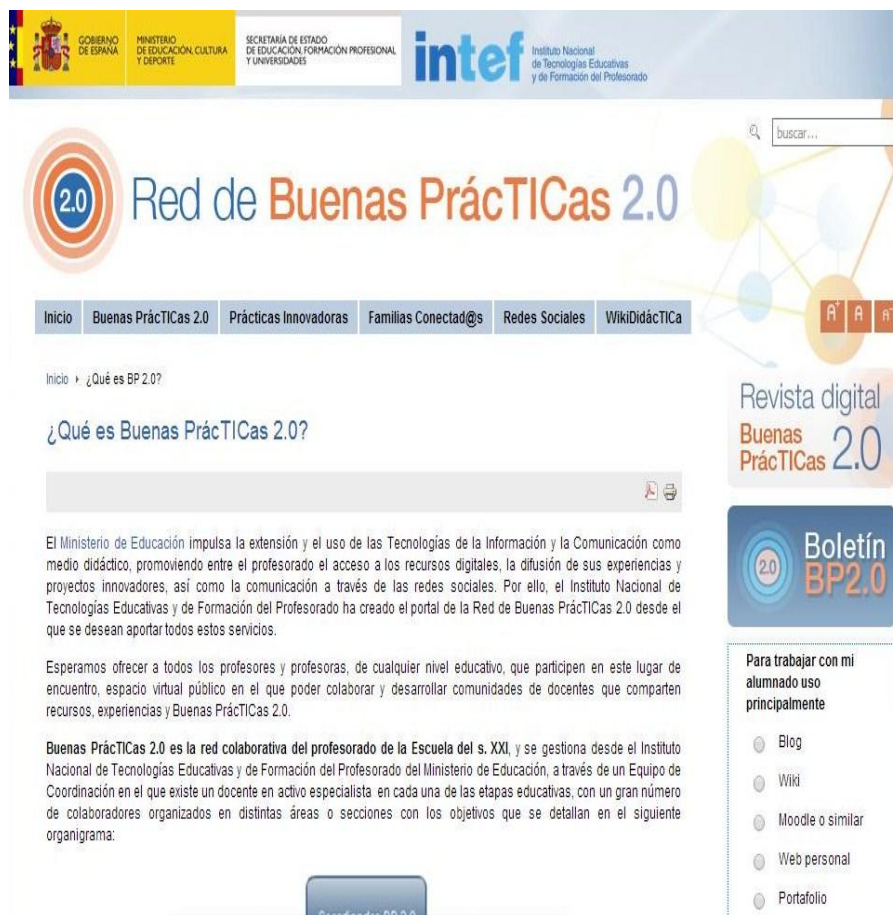 GOBIERNO
DE ESPAÑA
MINISTERIO
DE EDUCACIÓN, CULTURA
Y DEPORTE
SECRETARÍA DE ESTADO
DE EDUCACIÓN, FORMACIÓN PROFESIONAL
Y UNIVERSIDADES
intef
Instituto Nacional
de Tecnologías Educativas
y de Formación del Profesorado
buscar...
2.0
Red de Buenas PrácTICas 2.0
Inicio Buenas PrácTICas 2.0 Prácticas Innovadoras Familias Conectad@s Redes Sociales WikiDidácTICa
A+ A A-
Inicio ¿Qué es BP 2.0?
¿Qué es Buenas PrácTICas 2.0?
El Ministerio de Educación impulsa la extensión y el uso de las Tecnologías de la Información y la Comunicación como
medio didáctico, promoviendo entre el profesorado el acceso a los recursos digitales, la difusión de sus experiencias y
proyectos innovadores, así como la comunicación a través de las redes sociales. Por ello, el Instituto Nacional de
Tecnologías Educativas y de Formación del Profesorado ha creado el portal de la Red de Buenas PrácTICas 2.0 desde el
que se desean aportar todos estos servicios.
Esperamos ofrecer a todos los profesores y profesoras, de cualquier nivel educativo, que participen en este lugar de
encuentro, espacio virtual público en el que poder colaborar y desarrollar comunidades de docentes que comparten
recursos, experiencias y Buenas PrácTICas 2.0.
Buenas PrácTICas 2.0 es la red colaborativa del profesorado de la Escuela del s. XXI, y se gestiona desde el Instituto
Nacional de Tecnologías Educativas y de Formación del Profesorado del Ministerio de Educación, a través de un Equipo de
Coordinación en el que existe un docente en activo especialista en cada una de las etapas educativas, con un gran número
de colaboradores organizados en distintas áreas o secciones con los objetivos que se detallan en el siguiente
organigrama:
Revista digital
Buenas
PrácTICas 2.0
2.0
Boletín
BP2.0
Para trabajar con mi
alumnado uso
principalmente
Blog
Wiki
Moodle o similar
Web personal
Portafolio